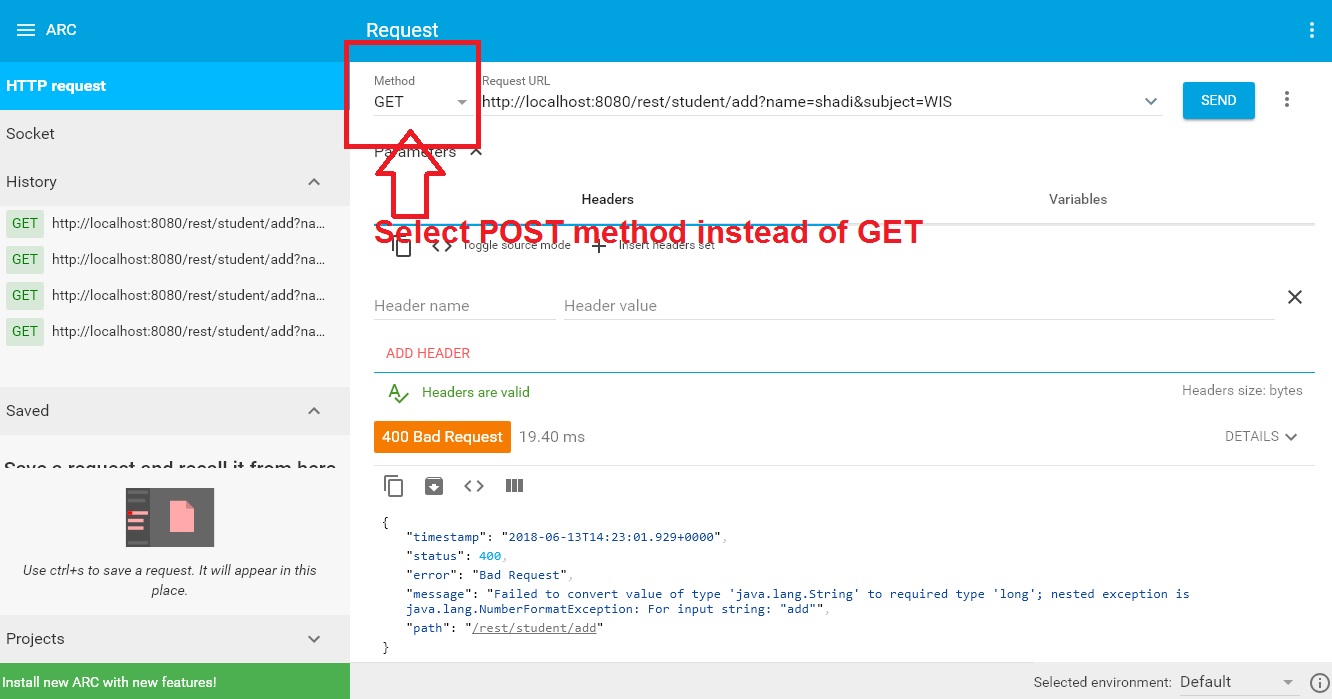 ARC
Request
HTTP request
Method
Request URL
GET
http://localhost:8080/rest/student/add?name=shadi&subject=WIS
SEND
Socket
Parameters
History
Headers
Variables
GET http://localhost:8080/rest/student/add?na...
GET http://localhost:8080/rest/student/add?na...
GET http://localhost:8080/rest/student/add?na...
GET http://localhost:8080/rest/student/add?na...
Select POST method instead of GET
Toggle source mode
Insert headers set
Header name
Header value
ADD HEADER
Headers are valid
Headers size: bytes
Saved
400 Bad Request
19.40 ms
DETAILS
Save a request and recall it from here
Use ctrl+s to save a request. It will appear in this
place.
{
"timestamp": "2018-06-13T14:23:01.929+0000",
"status": 400,
"error": "Bad Request",
"message": "Failed to convert value of type 'java.lang.String' to required type 'long'; nested exception is
java.lang.NumberFormatException: For input string: "add"",
"path": "/rest/student/add"
}
Projects
Install new ARC with new features!
Selected environment: Default